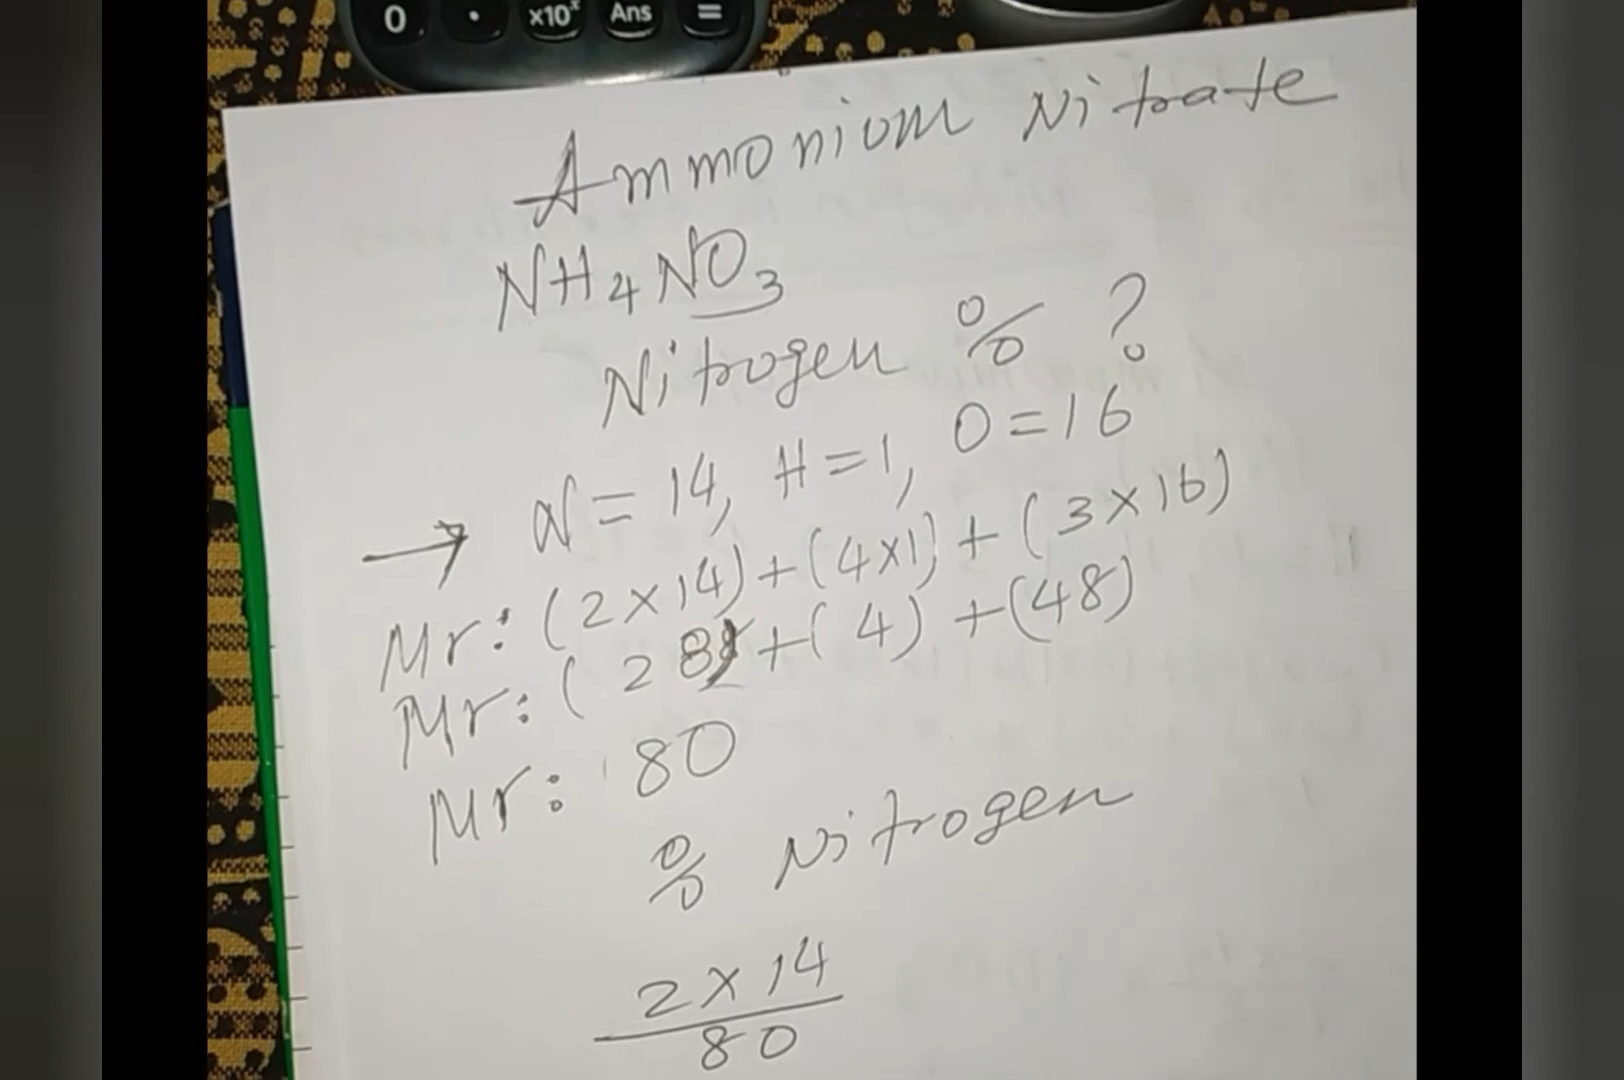 0 . ×10ˣ Ans =
Ammonium Nitrate
NH₄NO₃
Nitrogen % ?
→ N = 14, H = 1, O = 16
Mr: (2 × 14) + (4×1) + (3 × 16)
Mr: ( 28) + ( 4) + (48)
Mr: 80
% Nitrogen
2 × 14
80